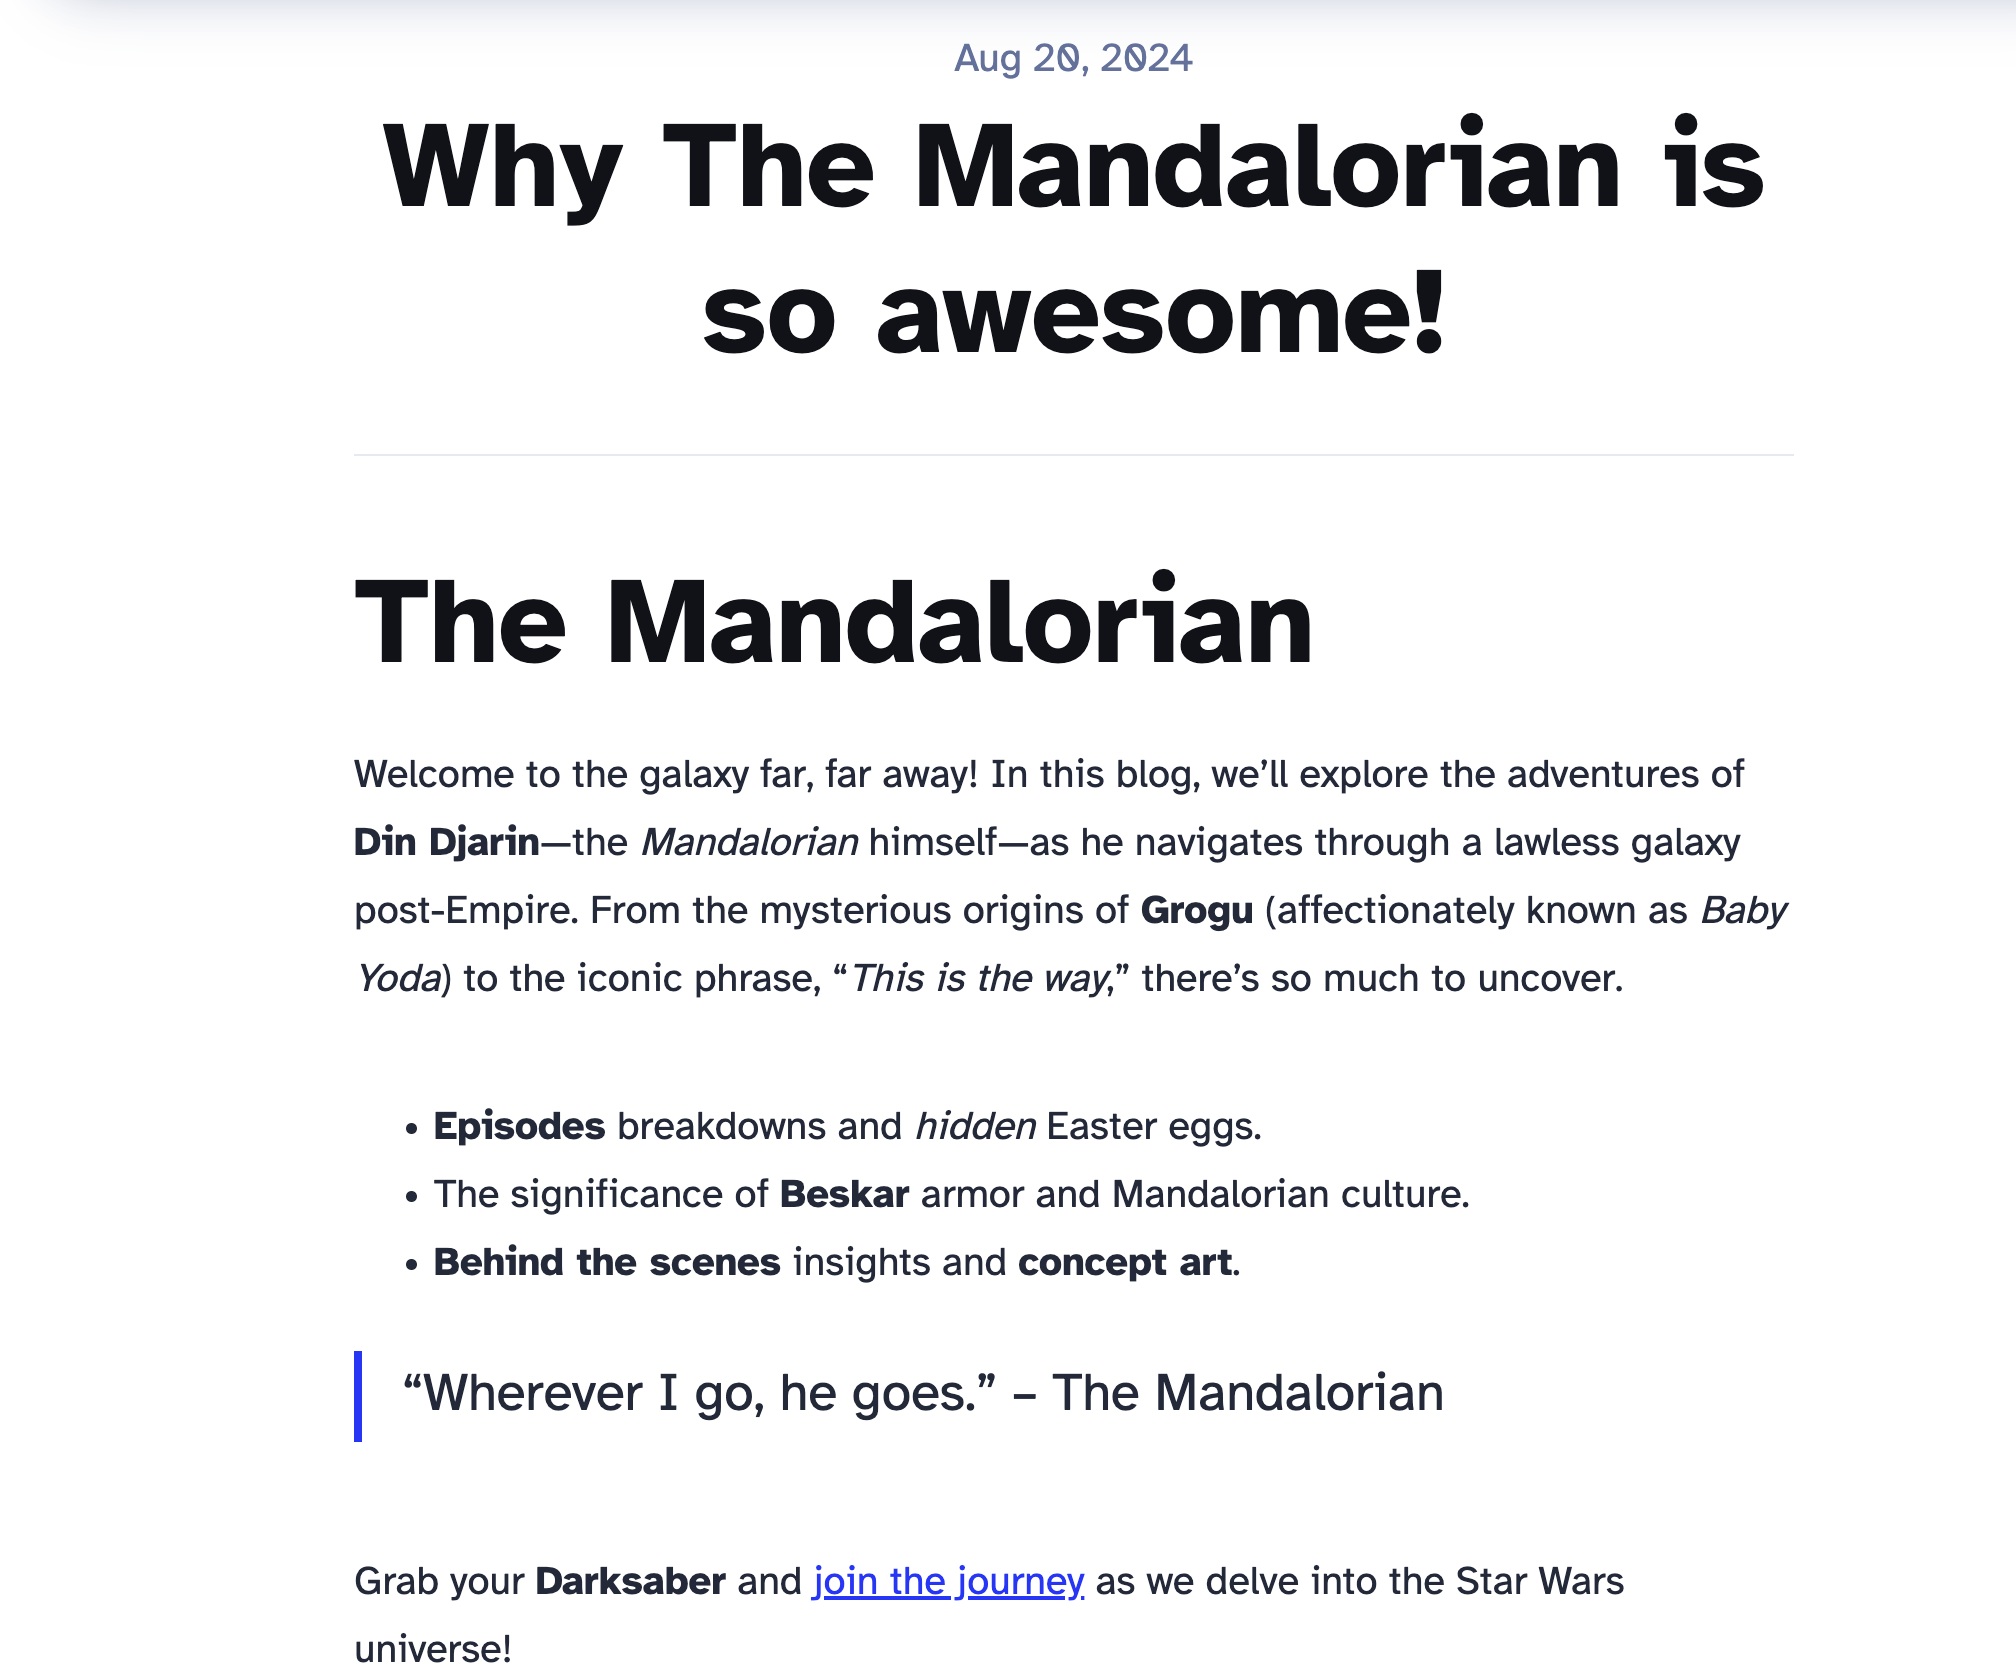 Aug 20, 2024
Why The Mandalorian is
so awesome!
The Mandalorian
Welcome to the galaxy far, far away! In this blog, we’ll explore the adventures of
Din Djarin—the Mandalorian himself—as he navigates through a lawless galaxy
post-Empire. From the mysterious origins of Grogu (affectionately known as Baby
Yoda) to the iconic phrase, “This is the way,” there’s so much to uncover.
• Episodes breakdowns and hidden Easter eggs.
• The significance of Beskar armor and Mandalorian culture.
• Behind the scenes insights and concept art.
“Wherever I go, he goes.” – The Mandalorian
Grab your Darksaber and join the journey as we delve into the Star Wars
universe!